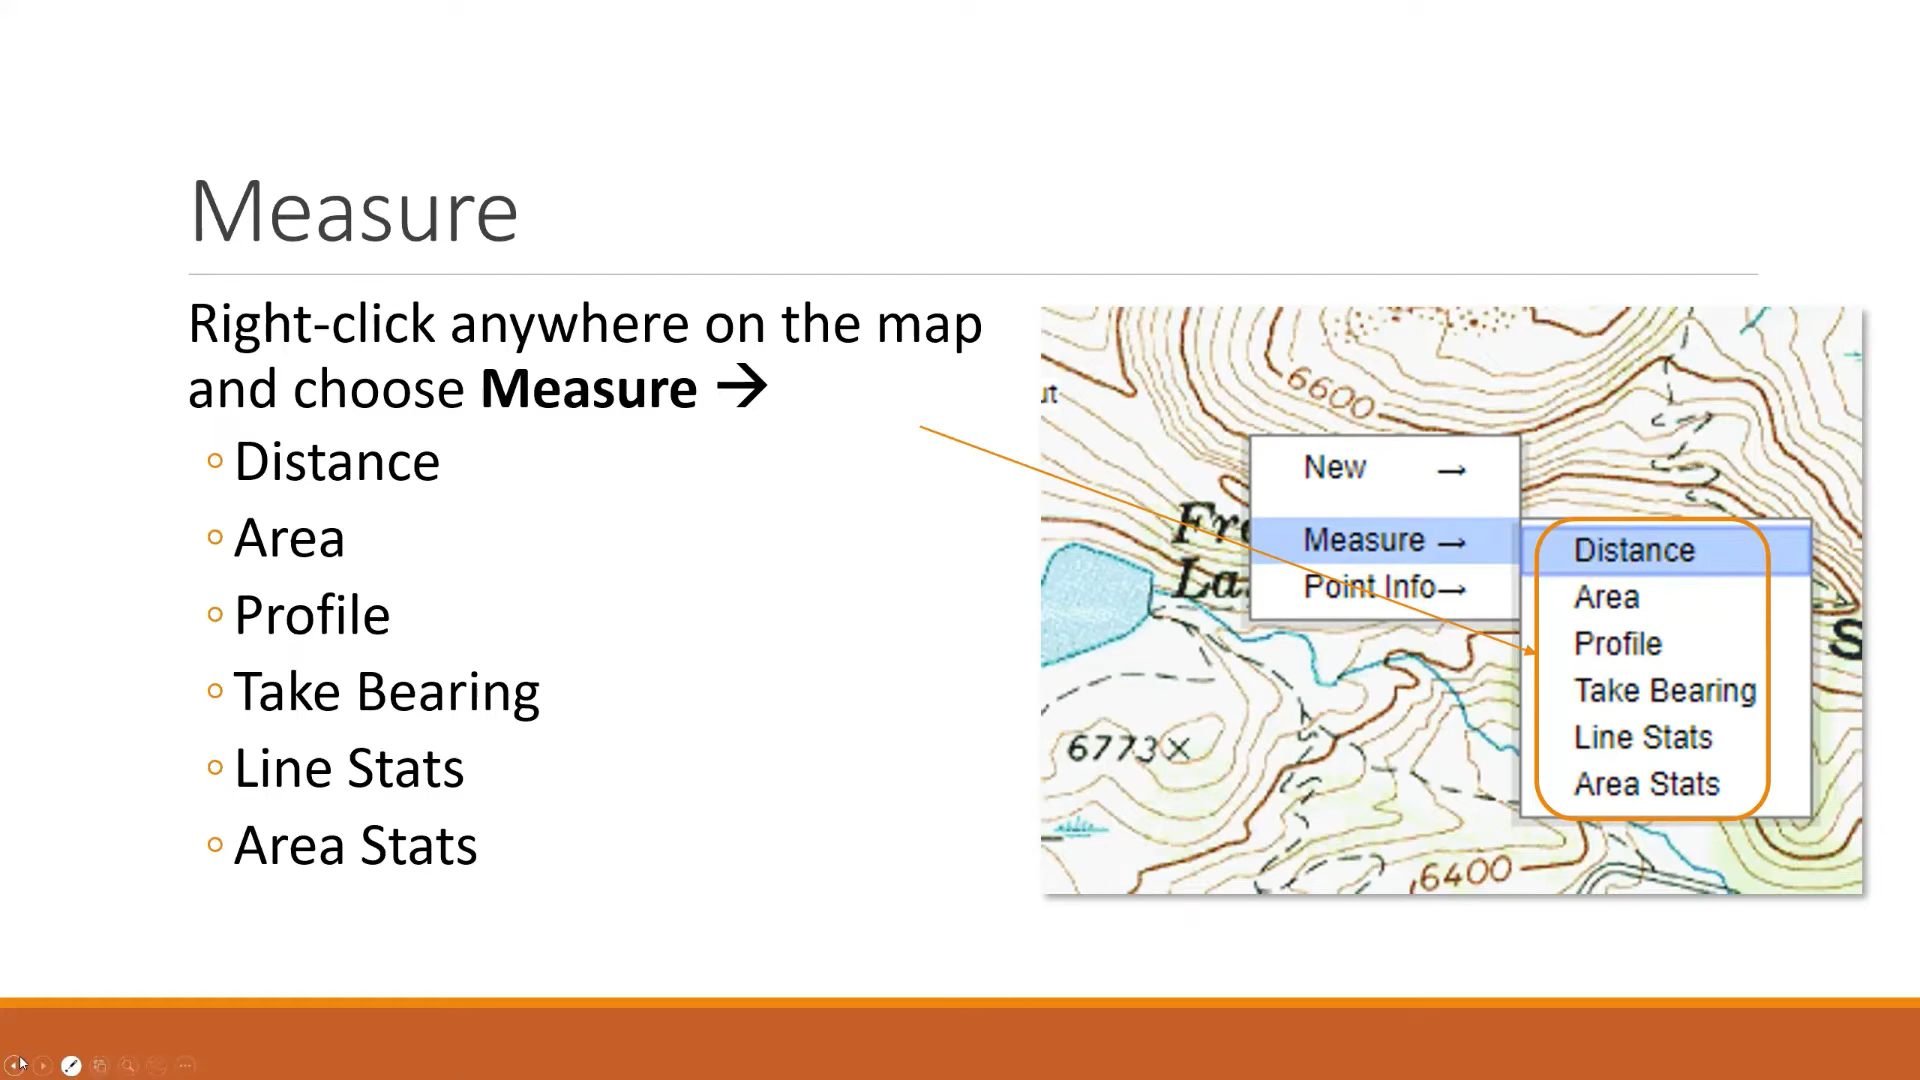 Measure
Right-click anywhere on the map
and choose Measure →
◦ Distance
◦ Area
◦ Profile
◦ Take Bearing
◦ Line Stats
◦ Area Stats
6600
ut
New →
Measure →
Point Info→
Distance
Area
Profile
Take Bearing
Line Stats
Area Stats
6773 x
6400